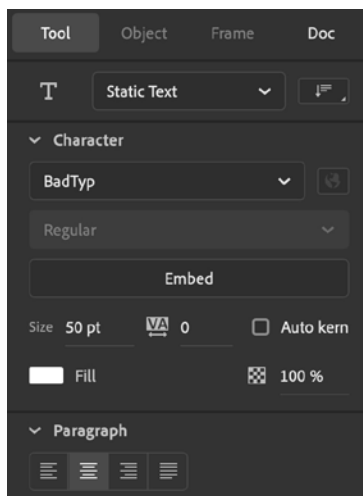 Tool Object Frame Doc
T Static Text
Character
BadTyp
Regular
Embed
Size 50 pt VA 0 Auto kern
Fill 100 %
Paragraph